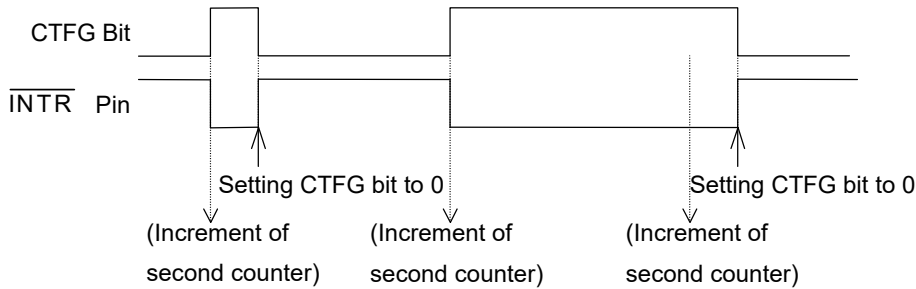 CTFG Bit
INTR Pin
Setting CTFG bit to 0
Setting CTFG bit to 0
(Increment of
second counter)
(Increment of
second counter)
(Increment of
second counter)